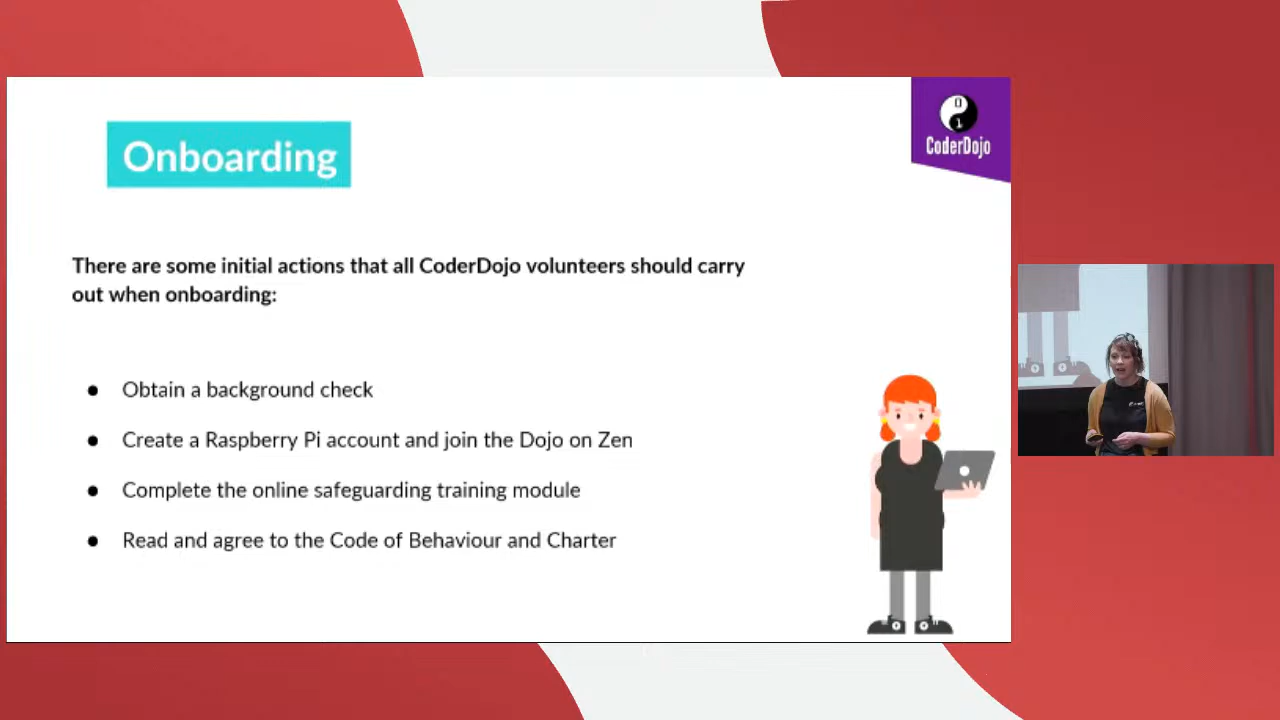 Onboarding
0
1
CoderDojo
There are some initial actions that all CoderDojo volunteers should carry
out when onboarding:
● Obtain a background check
● Create a Raspberry Pi account and join the Dojo on Zen
● Complete the online safeguarding training module
● Read and agree to the Code of Behaviour and Charter